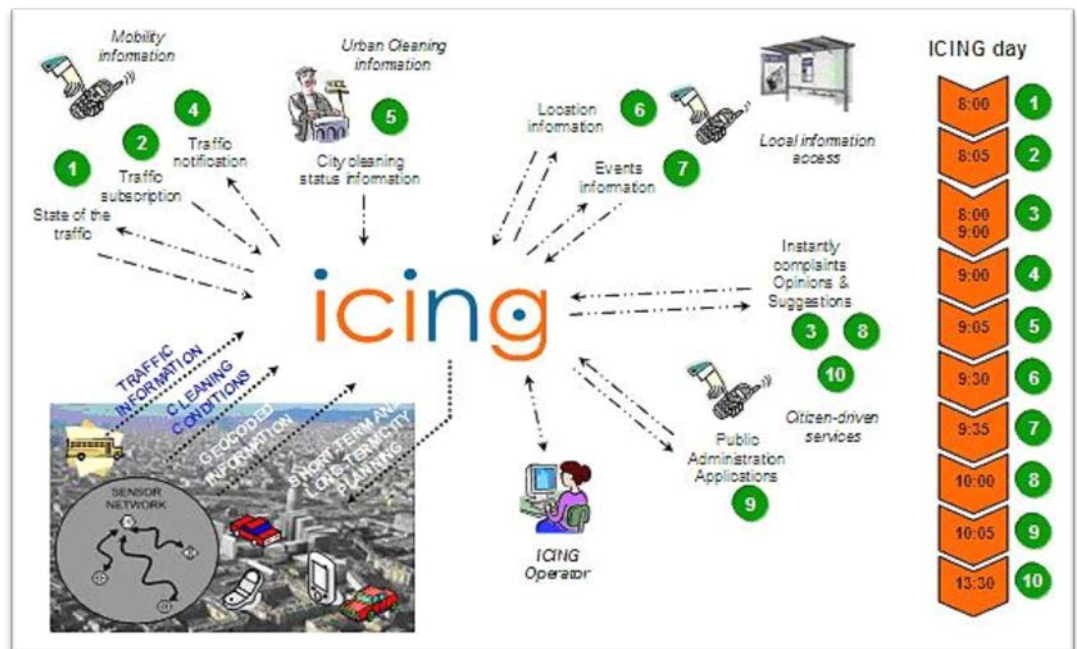 Mobility
information
4
2
Traffic
notification
1
Traffic
subscription
State of the
traffic
Urban Cleaning
information
5
City cleaning
status information
Location
information
6
Events
information
7
Local information
access
Instantly
complaints
Opinions &
Suggestions
3 8
10
Citizen-driven
services
Public
Administration
Applications
9
icing
ICING
Operator
TRAFFIC
INFORMATION
CLEANING
CONDITIONS
GEOCODED
INFORMATION
SHORT TERM AND
LONG-TERM CITY
PLANNING
SENSOR
NETWORK
ICING day
8:00 1
8:05 2
8:00
9:00 3
9:00 4
9:05 5
9:30 6
9:35 7
10:00 8
10:05 9
13:30 10